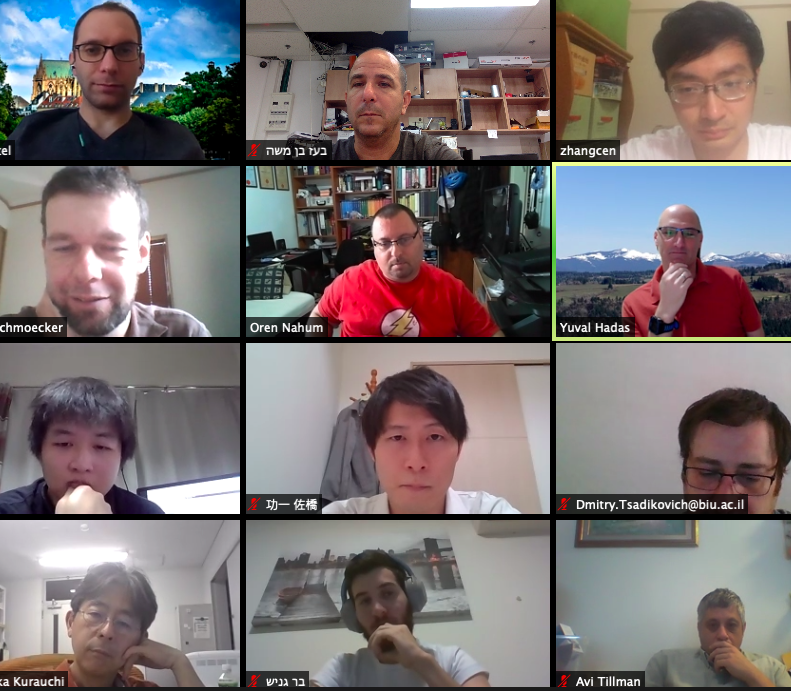 tel
בעז בן משה
zhangcen
chmoecker
Oren Nahum
Yuval Hadas
功一 佐橋
Dmitry.Tsadikovich@biu.ac.il
ka Kurauchi
בר גניש
Avi Tillman